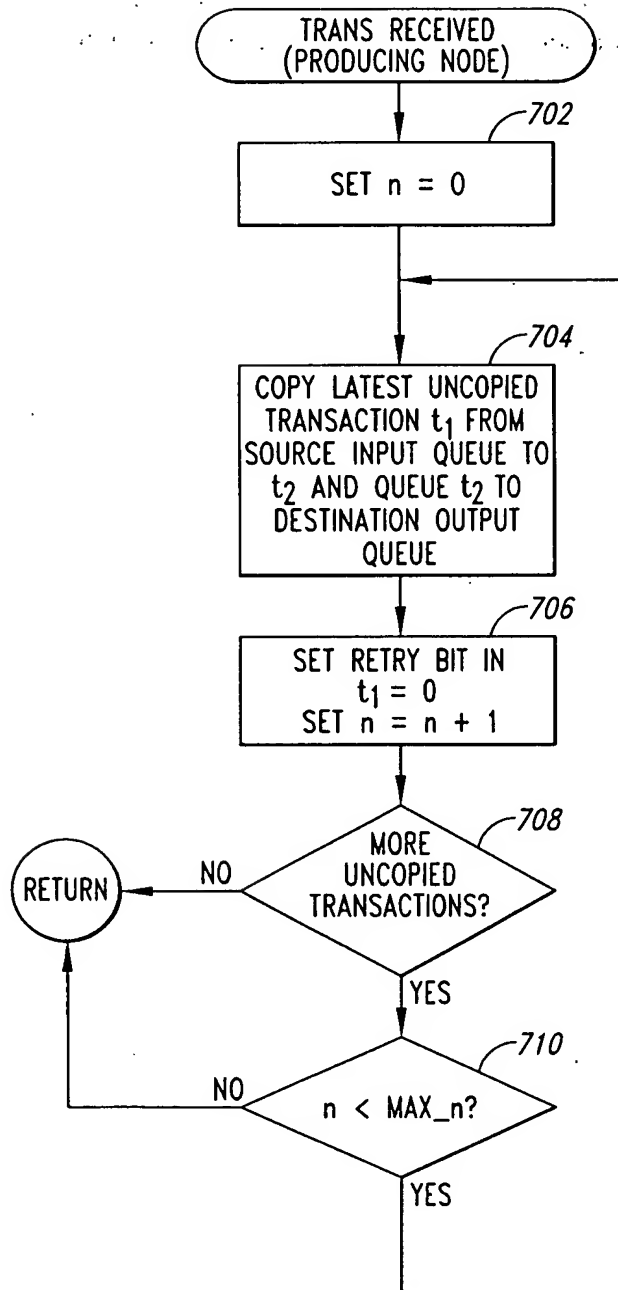 TRANS RECEIVED
(PRODUCING NODE)
702
SET n = 0
704
COPY LATEST UNCOPIED
TRANSACTION t1 FROM
SOURCE INPUT QUEUE TO
t2 AND QUEUE t2 TO
DESTINATION OUTPUT
QUEUE
706
SET RETRY BIT IN
t1 = 0
SET n = n + 1
708
MORE
UNCOPIED
TRANSACTIONS?
NO
RETURN
YES
710
NO
n < MAX_n?
YES